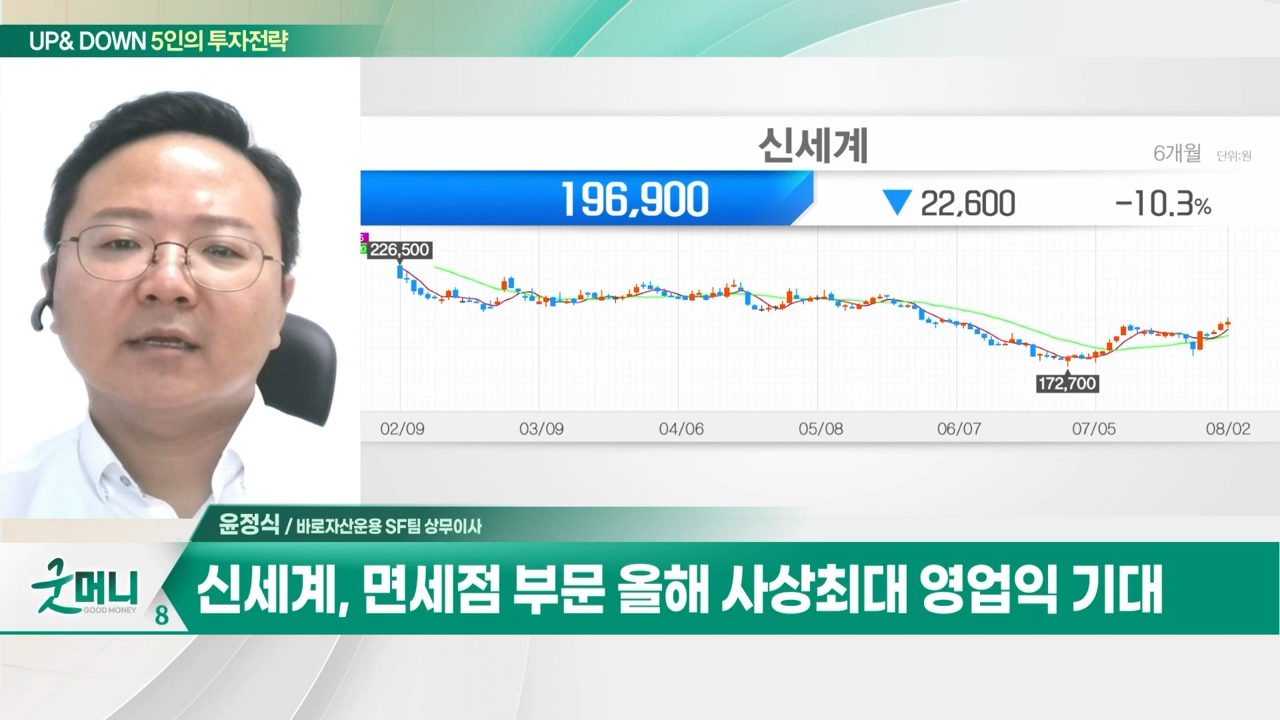 UP& DOWN 5인의 투자전략
신세계
6개월 단위:원
196,900 ▼ 22,600 -10.3%
226,500
172,700
02/09 03/09 04/06 05/08 06/07 07/05 08/02
윤정식 / 바로자산운용 SF팀 상무이사
굿머니
GOOD MONEY
8
신세계, 면세점 부문 올해 사상최대 영업익 기대